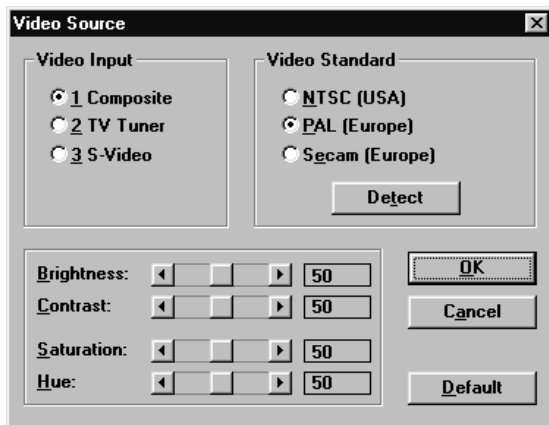 Video Source
Video Input
1 Composite
2 TV Tuner
3 S-Video
Video Standard
NTSC (USA)
PAL (Europe)
Secam (Europe)
Detect
Brightness: 50
Contrast: 50
Saturation: 50
Hue: 50
OK
Cancel
Default